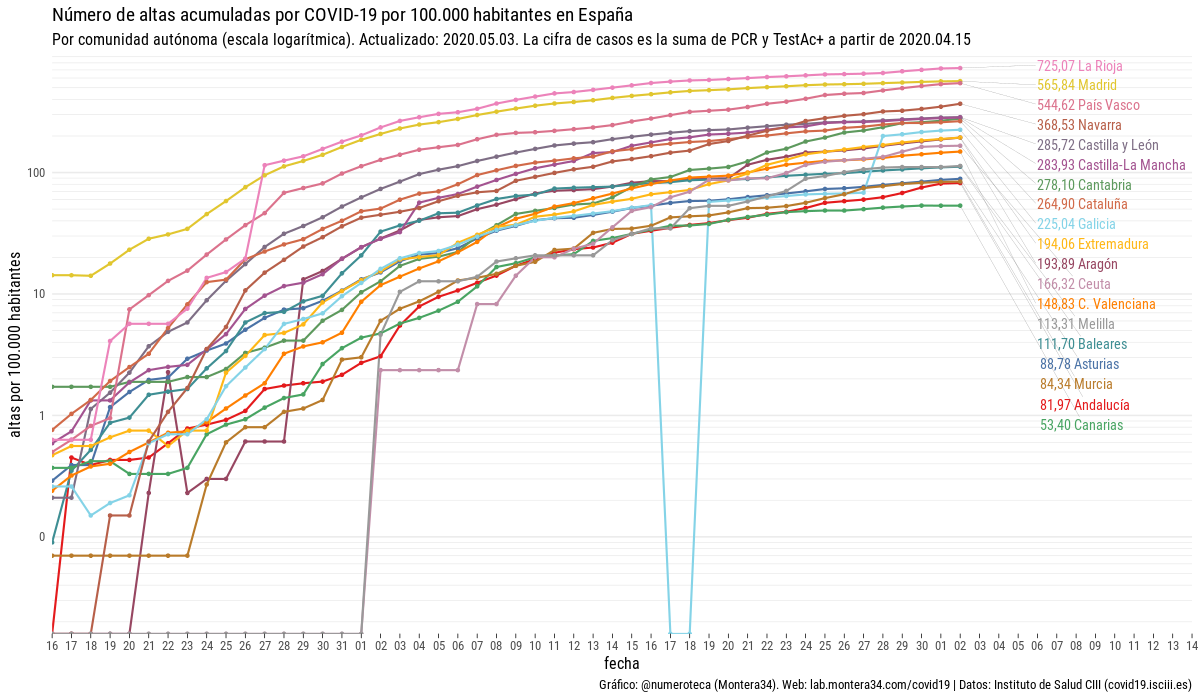 Número de altas acumuladas por COVID-19 por 100.000 habitantes en España
Por comunidad autónoma (escala logarítmica). Actualizado: 2020.05.03. La cifra de casos es la suma de PCR y TestAc+ a partir de 2020.04.15
altas por 100.000 habitantes
100
10
1
0
725,07 La Rioja
565,84 Madrid
544,62 País Vasco
368,53 Navarra
285,72 Castilla y León
283,93 Castilla-La Mancha
278,10 Cantabria
264,90 Cataluña
225,04 Galicia
194,06 Extremadura
193,89 Aragón
166,32 Ceuta
148,83 C. Valenciana
113,31 Melilla
111,70 Baleares
88,78 Asturias
84,34 Murcia
81,97 Andalucía
53,40 Canarias
16 17 18 19 20 21 22 23 24 25 26 27 28 29 30 31 01 02 03 04 05 06 07 08 09 10 11 12 13 14 15 16 17 18 19 20 21 22 23 24 25 26 27 28 29 30 01 02 03 04 05 06 07 08 09 10 11 12 13 14
fecha
Gráfico: @numeroteca (Montera34). Web: lab.montera34.com/covid19 | Datos: Instituto de Salud CIII (covid19.isciii.es)